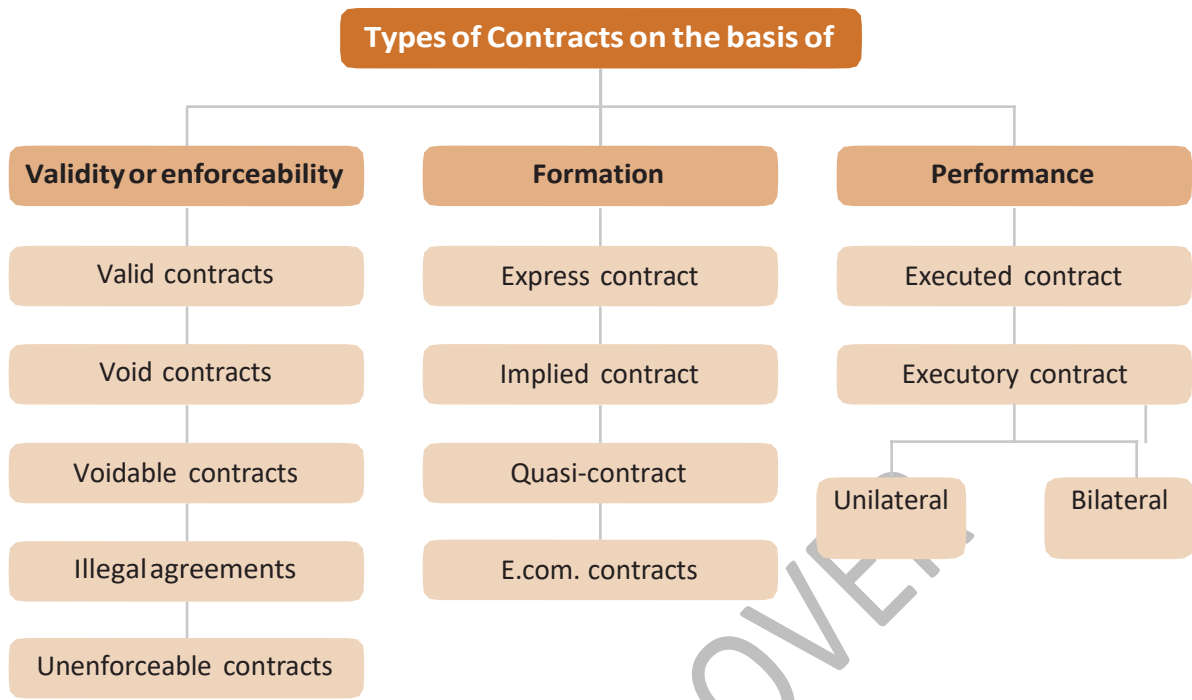 Types of Contracts on the basis of
Validity or enforceability
Valid contracts
Void contracts
Voidable contracts
Illegal agreements
Unenforceable contracts
Formation
Express contract
Implied contract
Quasi-contract
E.com. contracts
Performance
Executed contract
Executory contract
Unilateral
Bilateral